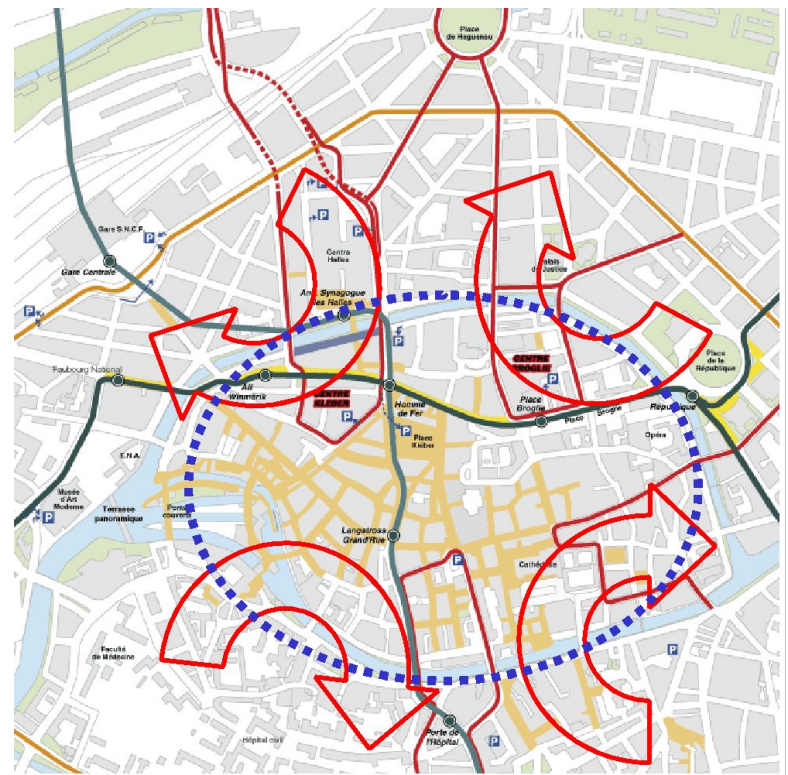 Place
de Haguenau
P
P
Gare S.N.C.F.
P
P
Centre
Halles
Gare Centrale
Palais
de Justice
Anc. Synagogue
les Halles
P
P
CENTRE
BROGLIE
Place
de la
République
Faubourg National
Alt
Winmärik
P
CENTRE
KLEBER
P
Homme
de Fer
Place
Broglie
Place
Broglie
République
P
Place
Kléber
Opéra
E.N.A.
Musée
d'Art
Moderne
P
Terrasse
panoramique
Ponts
couverts
Langstross
Grand'Rue
P
Cathédrale
Faculté
de Médecine
P
Hôpital civil
Porte de
l'Hôpital
P